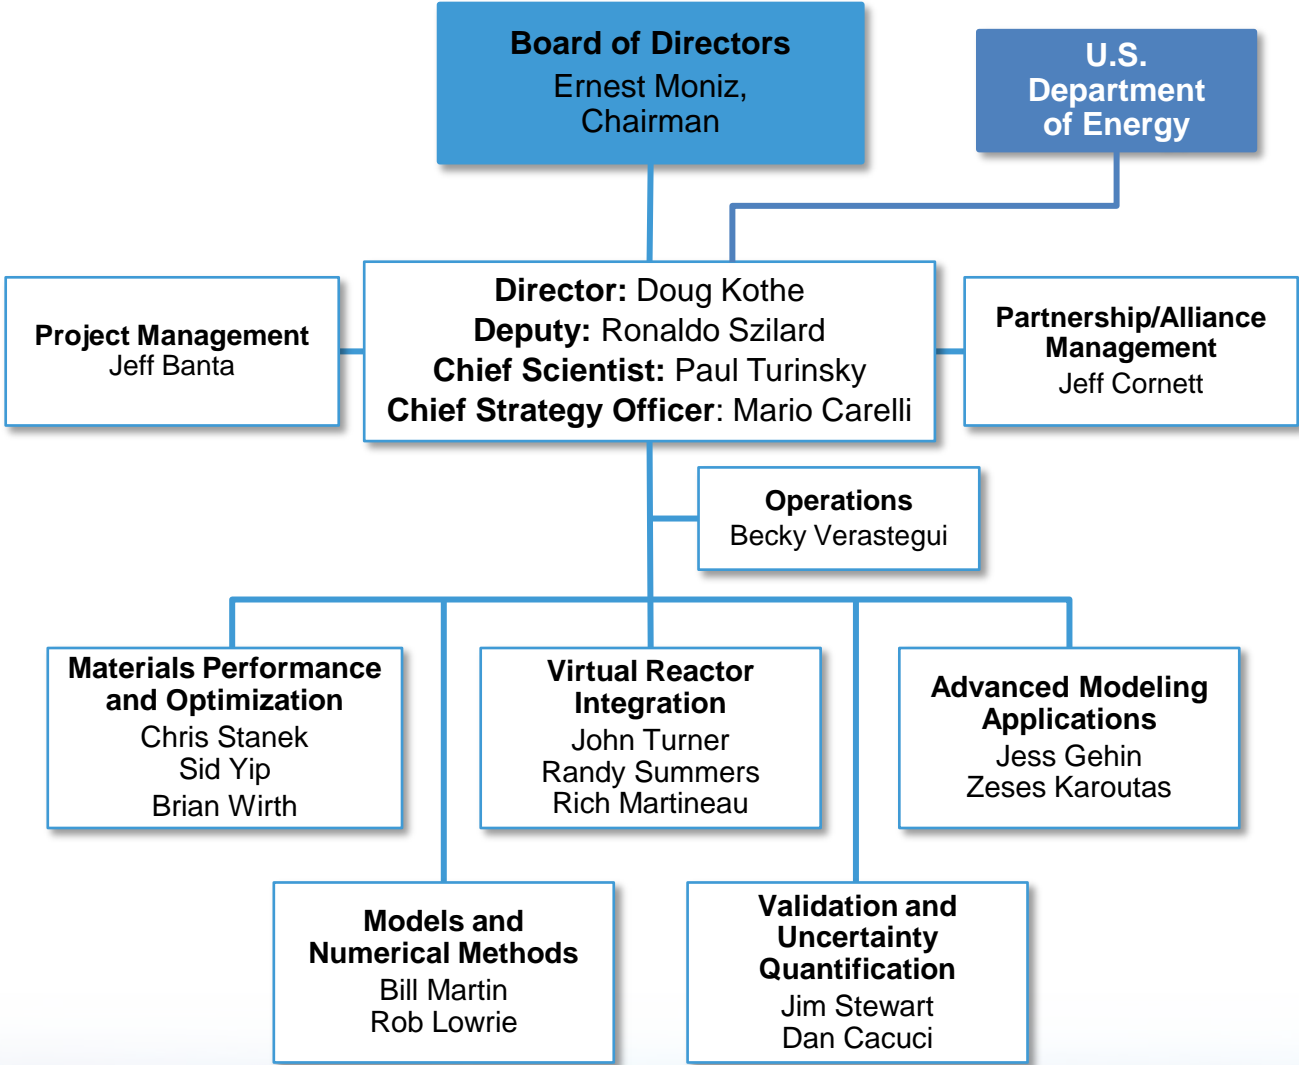 Board of Directors
Ernest Moniz,
Chairman
U.S.
Department
of Energy
Project Management
Jeff Banta
Director: Doug Kothe
Deputy: Ronaldo Szilard
Chief Scientist: Paul Turinsky
Chief Strategy Officer: Mario Carelli
Partnership/Alliance
Management
Jeff Cornett
Operations
Becky Verastegui
Materials Performance
and Optimization
Chris Stanek
Sid Yip
Brian Wirth
Virtual Reactor
Integration
John Turner
Randy Summers
Rich Martineau
Advanced Modeling
Applications
Jess Gehin
Zeses Karoutas
Models and
Numerical Methods
Bill Martin
Rob Lowrie
Validation and
Uncertainty
Quantification
Jim Stewart
Dan Cacuci